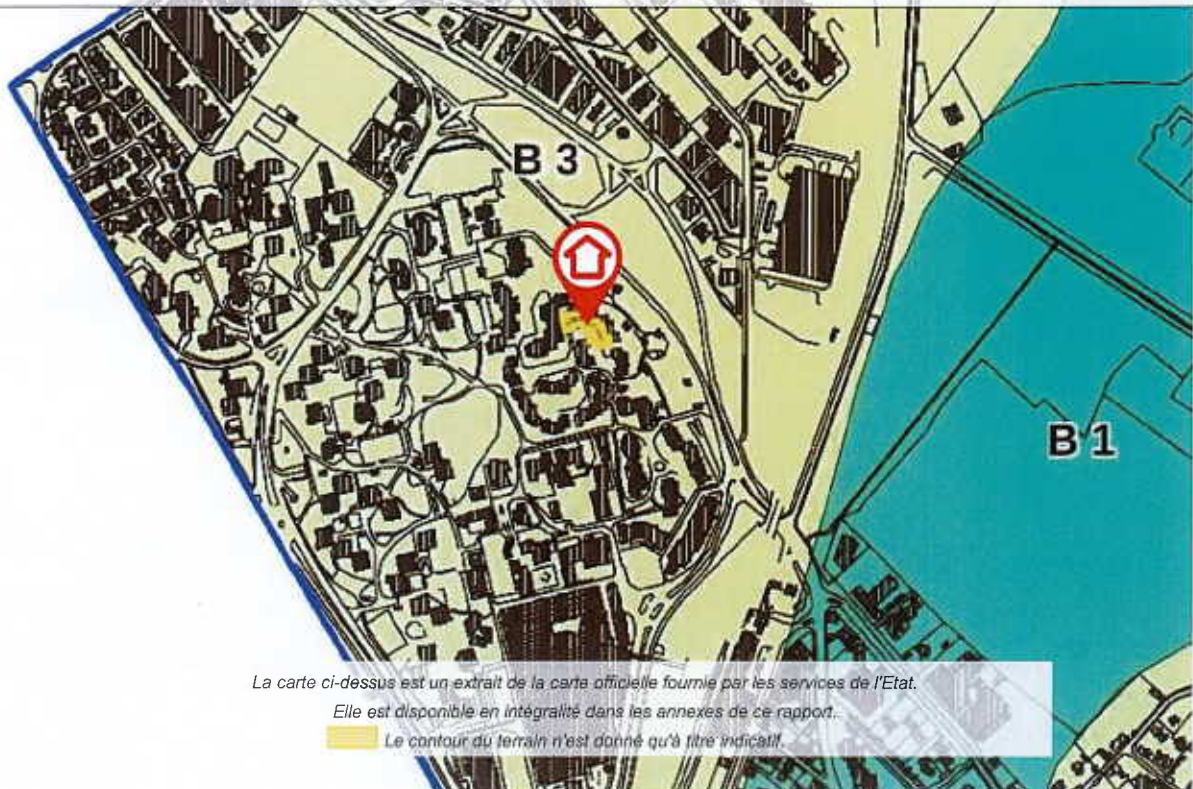 B 3
B 1
La carte ci-dessus est un extrait de la carte officielle fournie par les services de l'Etat.
Elle est disponible en intégralité dans les annexes de ce rapport.
Le contour du terrain n'est donné qu'à titre indicatif.